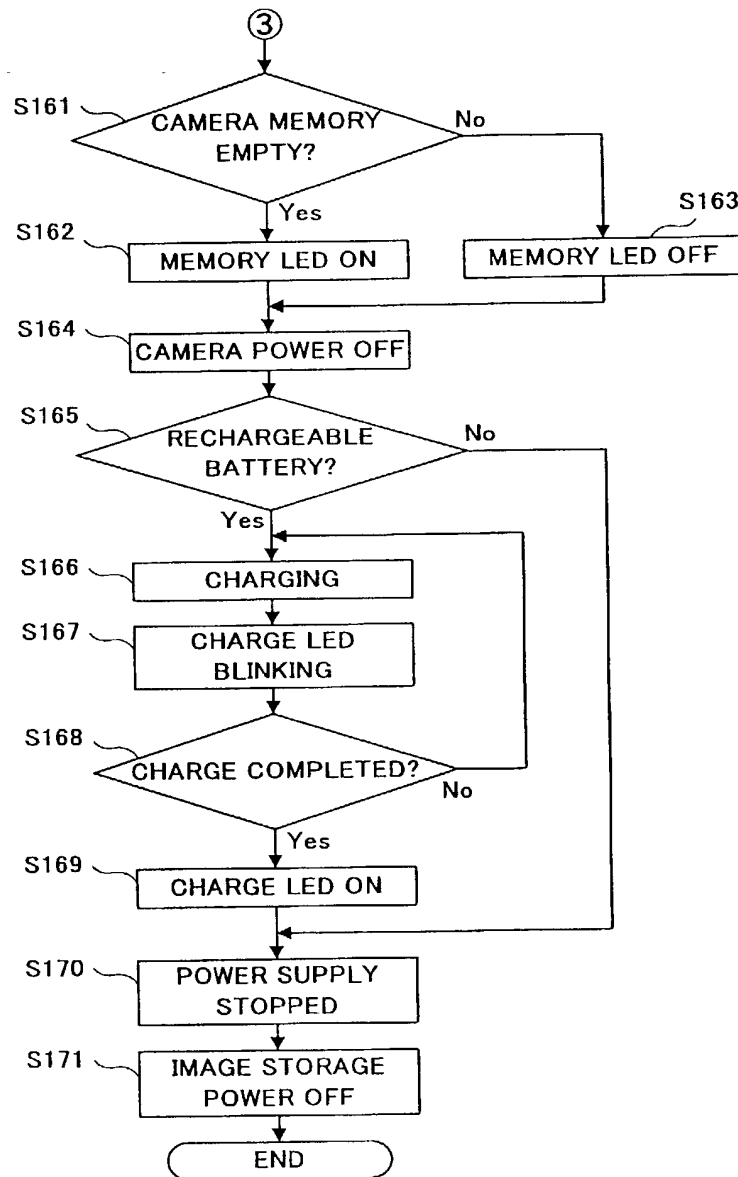 ③
S161
CAMERA MEMORY
EMPTY?
No
Yes
S162
MEMORY LED ON
S163
MEMORY LED OFF
S164
CAMERA POWER OFF
S165
RECHARGEABLE
BATTERY?
No
Yes
S166
CHARGING
S167
CHARGE LED
BLINKING
S168
CHARGE COMPLETED?
No
Yes
S169
CHARGE LED ON
S170
POWER SUPPLY
STOPPED
S171
IMAGE STORAGE
POWER OFF
END